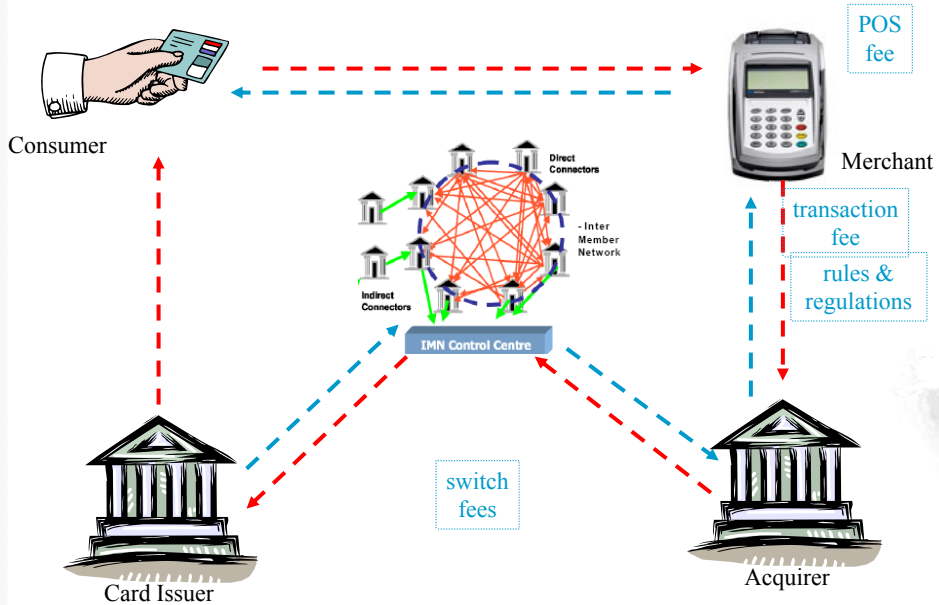 POS
fee
Consumer
Merchant
Direct
Connectors
- Inter
Member
Network
transaction
fee
rules &
regulations
Indirect
Connectors
IMN Control Centre
switch
fees
Card Issuer
Acquirer